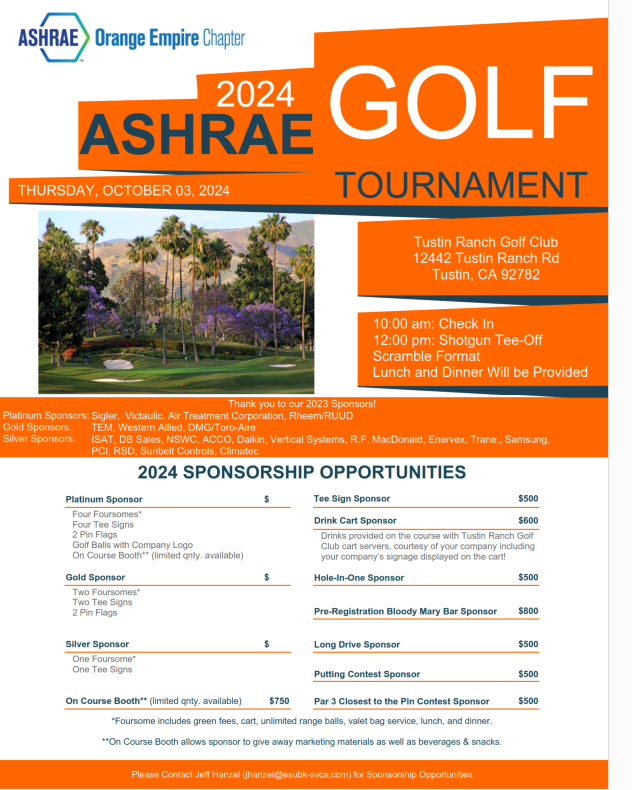 ASHRAE Orange Empire Chapter
2024
ASHRAE
GOLF
TOURNAMENT
THURSDAY, OCTOBER 03, 2024
Tustin Ranch Golf Club
12442 Tustin Ranch Rd
Tustin, CA 92782
10:00 am: Check In
12:00 pm: Shotgun Tee-Off
Scramble Format
Lunch and Dinner Will be Provided
Thank you to our 2023 Sponsors!
Platinum Sponsors: Sigler, Victaulic, Air Treatment Corporation, Rheem/RUUD
Gold Sponsors: TEM, Western Allied, DMG/Toro-Aire
Silver Sponsors: ISAT, DB Sales, NSWC, ACCO, Daikin, Vertical Systems, R.F. MacDonald, Enervex, Trane., Samsung,
PCI, RSD, Sunbelt Controls, Climatec
2024 SPONSORSHIP OPPORTUNITIES
Platinum Sponsor $
Four Foursomes*
Four Tee Signs
2 Pin Flags
Golf Balls with Company Logo
On Course Booth** (limited qnty. available)
Gold Sponsor $
Two Foursomes*
Two Tee Signs
2 Pin Flags
Silver Sponsor $
One Foursome*
One Tee Signs
On Course Booth** (limited qnty. available) $750
Tee Sign Sponsor $500
Drink Cart Sponsor $600
Drinks provided on the course with Tustin Ranch Golf
Club cart servers, courtesy of your company including
your company's signage displayed on the cart!
Hole-In-One Sponsor $500
Pre-Registration Bloody Mary Bar Sponsor $800
Long Drive Sponsor $500
Putting Contest Sponsor $500
Par 3 Closest to the Pin Contest Sponsor $500
*Foursome includes green fees, cart, unlimited range balls, valet bag service, lunch, and dinner.
**On Course Booth allows sponsor to give away marketing materials as well as beverages & snacks.
Please Contact Jeff Hanzel (jhanzel@esubk-svca.com) for Sponsorship Opportunities